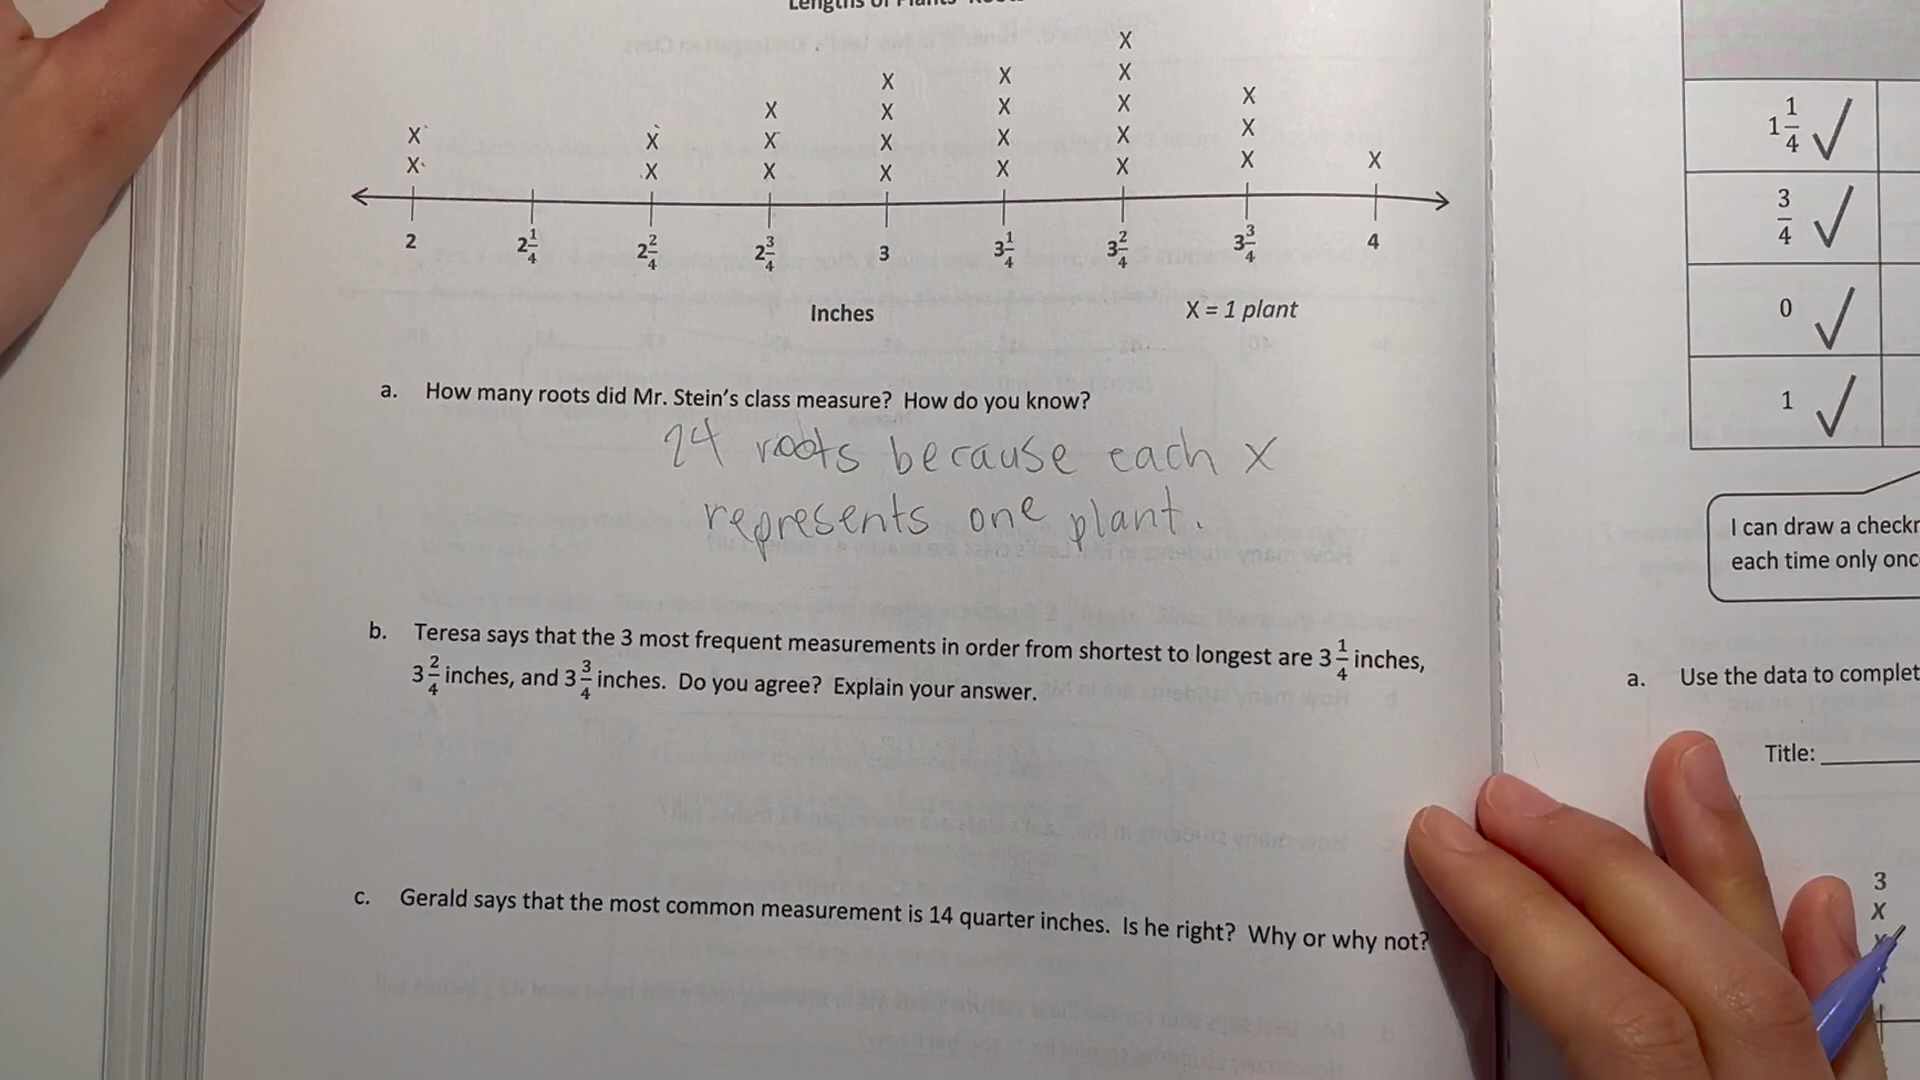 Lengths of Plants' Roots
X
X X X
X X X X X
X X X X X X X
X X X X X X X X
2 2 1/4 2 2/4 2 3/4 3 3 1/4 3 2/4 3 3/4 4
Inches X = 1 plant
a. How many roots did Mr. Stein's class measure? How do you know?
24 roots because each x
represents one plant.
b. Teresa says that the 3 most frequent measurements in order from shortest to longest are 3 1/4 inches,
3 2/4 inches, and 3 3/4 inches. Do you agree? Explain your answer.
c. Gerald says that the most common measurement is 14 quarter inches. Is he right? Why or why not?
1 1/4 ✓
3/4 ✓
0 ✓
1 ✓
I can draw a checkr
each time only onc
a. Use the data to complet
Title:
3
X